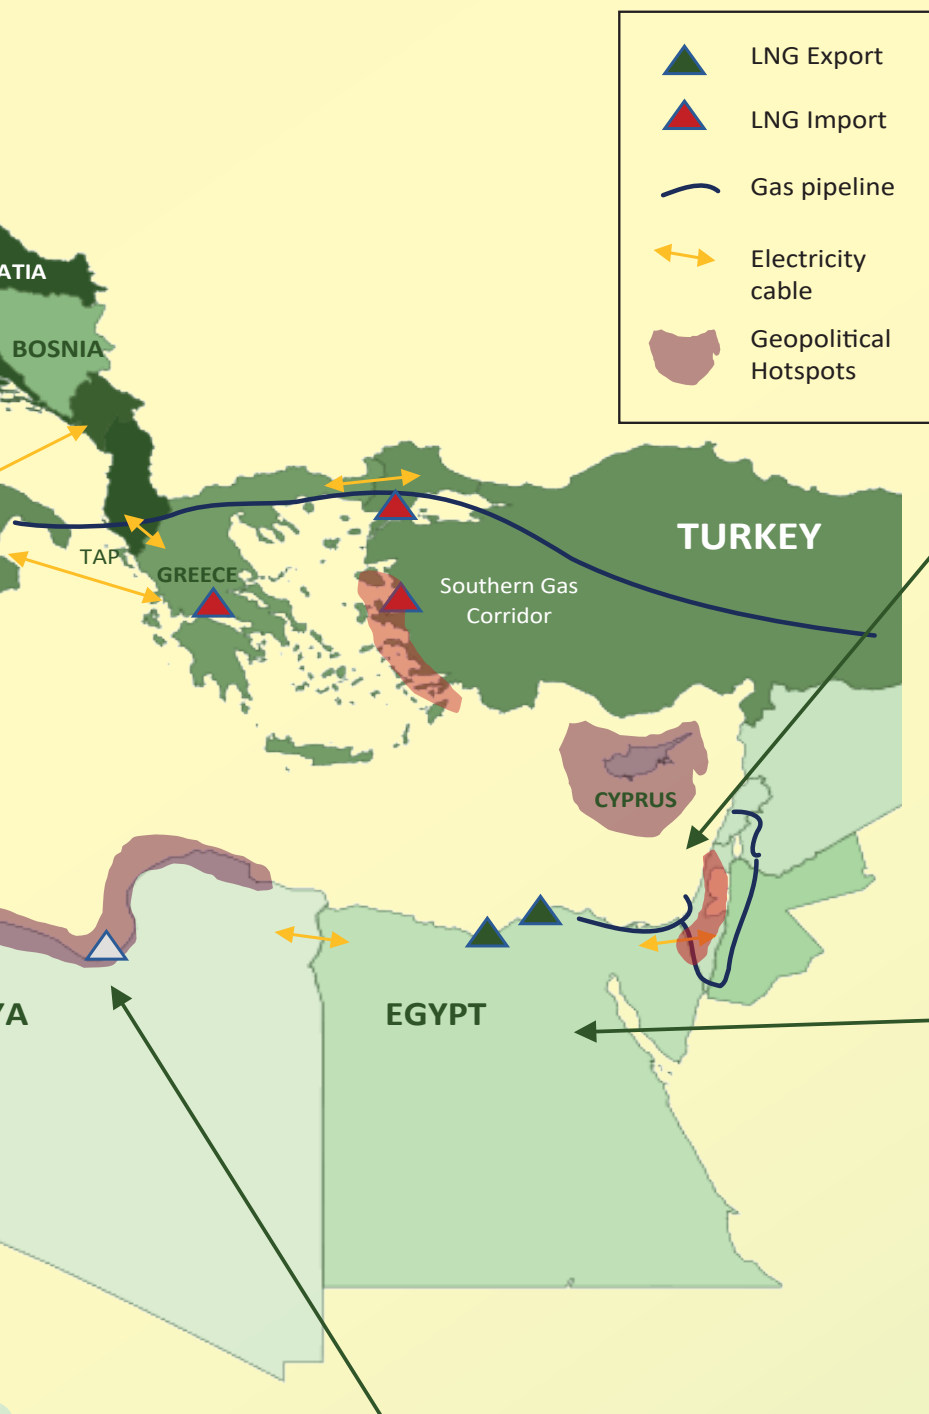 LNG Export
LNG Import
Gas pipeline
Electricity
cable
Geopolitical
Hotspots
ATIA
BOSNIA
TURKEY
TAP
GREECE
Southern Gas
Corridor
CYPRUS
YA
EGYPT